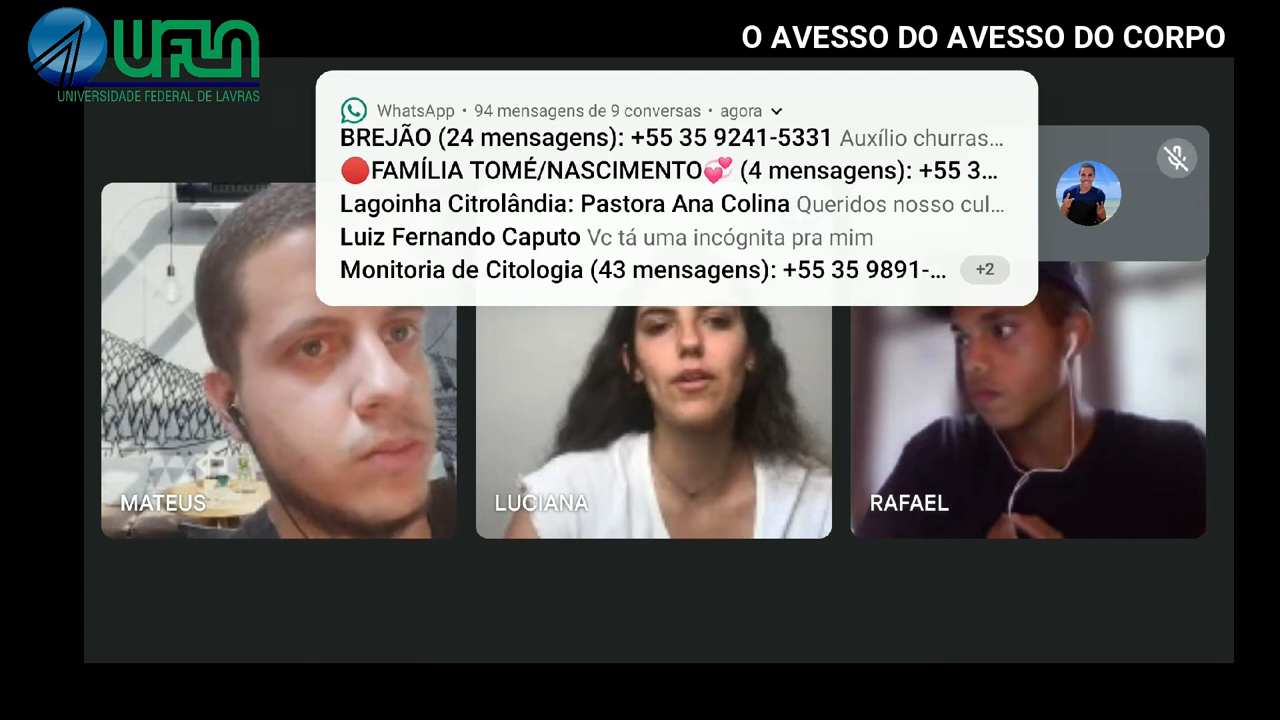 UFLA
UNIVERSIDADE FEDERAL DE LAVRAS
O AVESSO DO AVESSO DO CORPO
WhatsApp • 94 mensagens de 9 conversas • agora
BREJÃO (24 mensagens): +55 35 9241-5331 Auxílio churras...
🔴FAMÍLIA TOMÉ/NASCIMENTO💞 (4 mensagens): +55 3...
Lagoinha Citrolândia: Pastora Ana Colina Queridos nosso cul...
Luiz Fernando Caputo Vc tá uma incógnita pra mim
Monitoria de Citologia (43 mensagens): +55 35 9891-... +2
MATEUS
LUCIANA
RAFAEL